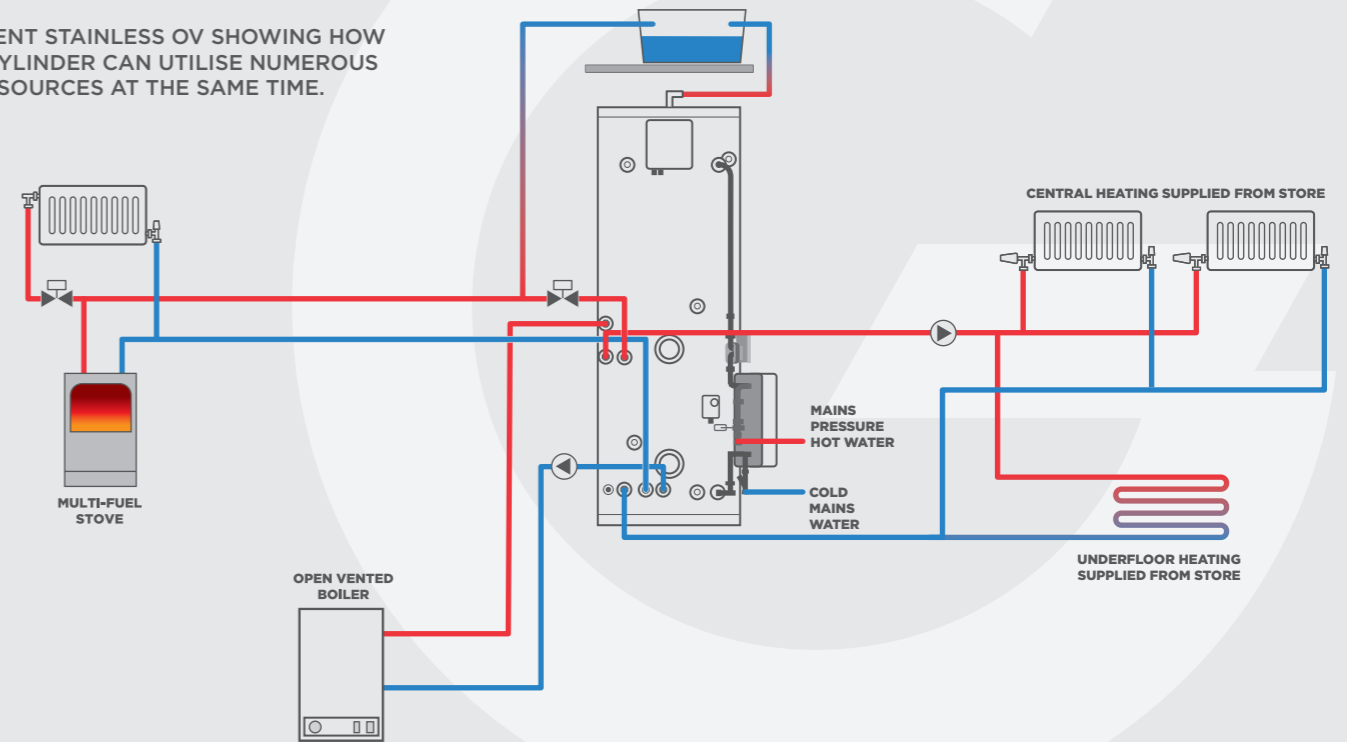 ENT STAINLESS OV SHOWING HOW
YLINDER CAN UTILISE NUMEROUS
SOURCES AT THE SAME TIME.
CENTRAL HEATING SUPPLIED FROM STORE
MAINS
PRESSURE
HOT WATER
COLD
MAINS
WATER
MULTI-FUEL
STOVE
UNDERFLOOR HEATING
SUPPLIED FROM STORE
OPEN VENTED
BOILER